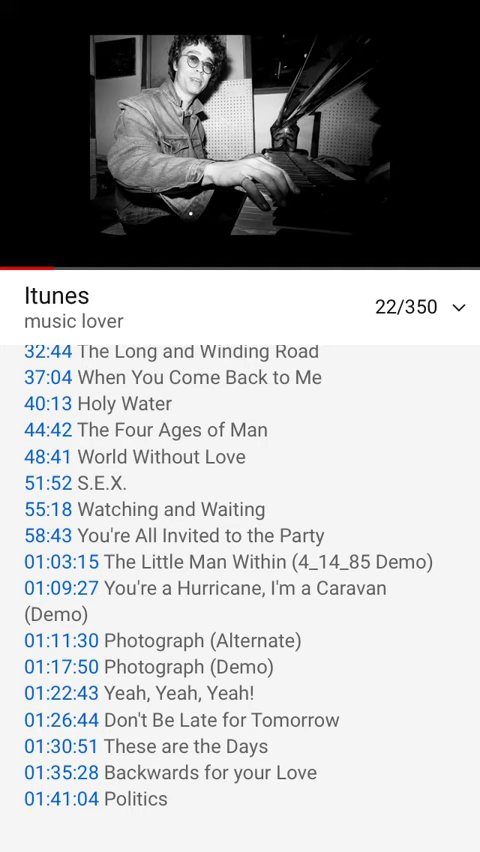 Itunes
music lover
22/350
32:44 The Long and Winding Road
37:04 When You Come Back to Me
40:13 Holy Water
44:42 The Four Ages of Man
48:41 World Without Love
51:52 S.E.X.
55:18 Watching and Waiting
58:43 You're All Invited to the Party
01:03:15 The Little Man Within (4_14_85 Demo)
01:09:27 You're a Hurricane, I'm a Caravan
(Demo)
01:11:30 Photograph (Alternate)
01:17:50 Photograph (Demo)
01:22:43 Yeah, Yeah, Yeah!
01:26:44 Don't Be Late for Tomorrow
01:30:51 These are the Days
01:35:28 Backwards for your Love
01:41:04 Politics